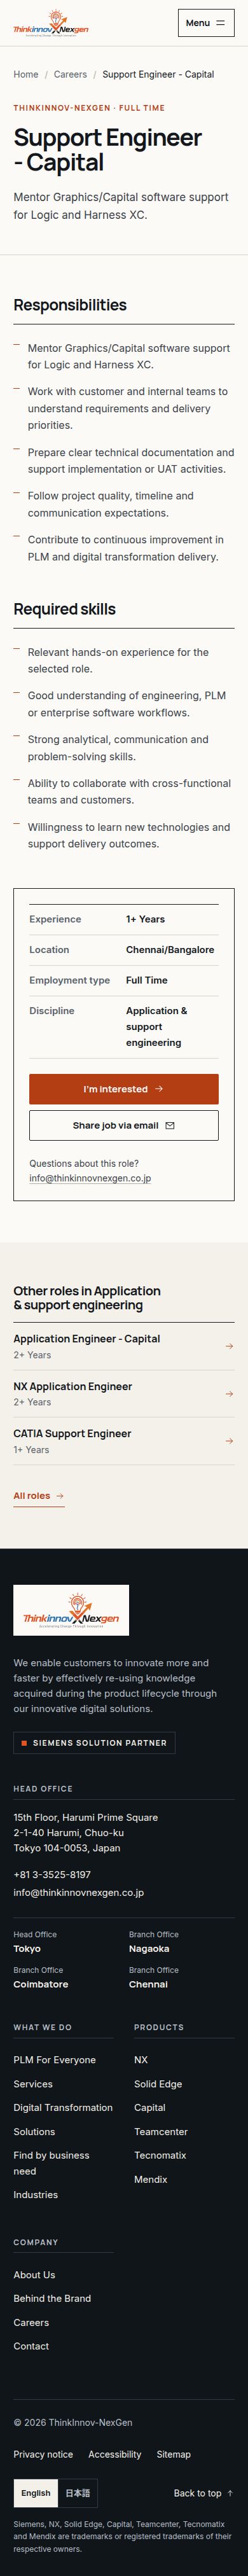 Thinkinnov Nexgen
Accelerating Change Through Innovation
Menu
Home / Careers / Support Engineer - Capital
THINKINNOV-NEXGEN · FULL TIME
Support Engineer
- Capital
Mentor Graphics/Capital software support
for Logic and Harness XC.
Responsibilities
Mentor Graphics/Capital software support
for Logic and Harness XC.
Work with customer and internal teams to
understand requirements and delivery
priorities.
Prepare clear technical documentation and
support implementation or UAT activities.
Follow project quality, timeline and
communication expectations.
Contribute to continuous improvement in
PLM and digital transformation delivery.
Required skills
Relevant hands-on experience for the
selected role.
Good understanding of engineering, PLM
or enterprise software workflows.
Strong analytical, communication and
problem-solving skills.
Ability to collaborate with cross-functional
teams and customers.
Willingness to learn new technologies and
support delivery outcomes.
Experience 1+ Years
Location Chennai/Bangalore
Employment type Full Time
Discipline Application &
support
engineering
I'm interested →
Share job via email
Questions about this role?
info@thinkinnovnexgen.co.jp
Other roles in Application
& support engineering
Application Engineer - Capital
2+ Years →
NX Application Engineer
2+ Years →
CATIA Support Engineer
1+ Years →
All roles →
Thinkinnov Nexgen
Accelerating Change Through Innovation
We enable customers to innovate more and
faster by effectively re-using knowledge
acquired during the product lifecycle through
our innovative digital solutions.
SIEMENS SOLUTION PARTNER
HEAD OFFICE
15th Floor, Harumi Prime Square
2-1-40 Harumi, Chuo-ku
Tokyo 104-0053, Japan
+81 3-3525-8197
info@thinkinnovnexgen.co.jp
Branch Office Branch Office
Tokyo Nagaoka
Branch Office Branch Office
Coimbatore Chennai
WHAT WE DO
PLM For Everyone
Services
Digital Transformation
Solutions
Find by business
need
Industries
PRODUCTS
NX
Solid Edge
Capital
Teamcenter
Tecnomatix
Mendix
COMPANY
About Us
Behind the Brand
Careers
Contact
© 2026 ThinkInnov-NexGen
Privacy notice Accessibility Sitemap
English 日本語 Back to top ↑
Siemens, NX, Solid Edge, Capital, Teamcenter, Tecnomatix
and Mendix are trademarks or registered trademarks of their
respective owners.